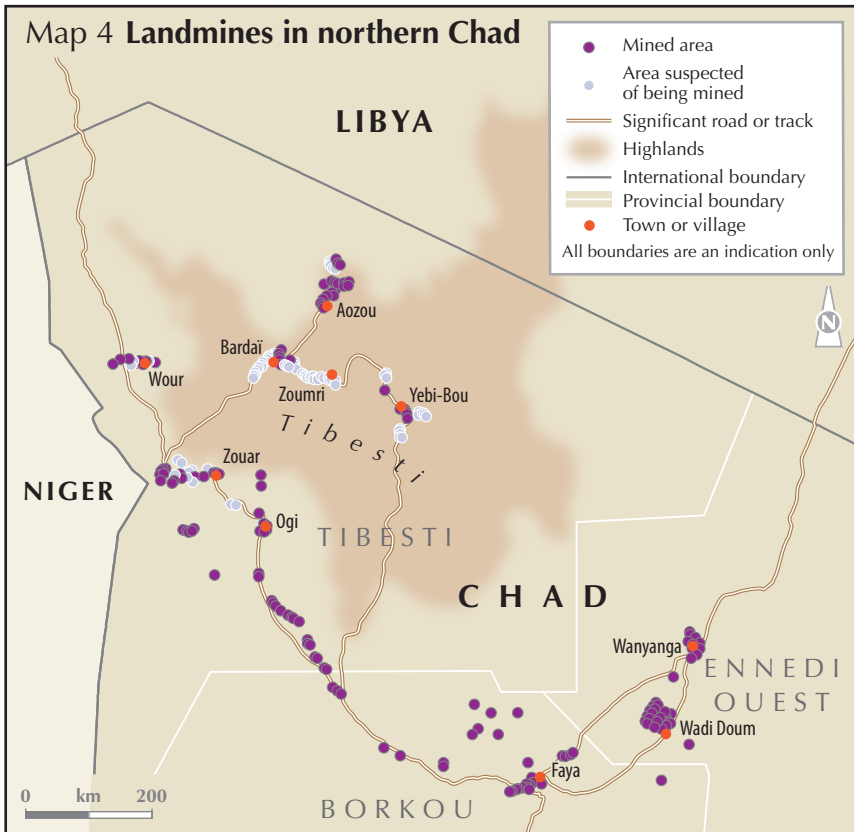 Map 4 Landmines in northern Chad
Mined area
Area suspected
of being mined
Significant road or track
Highlands
International boundary
Provincial boundary
Town or village
All boundaries are an indication only
LIBYA
N
Aozou
Bardaï
Wour
Zoumri
Yebi-Bou
Tibesti
Zouar
NIGER
Ogi
TIBESTI
CHAD
Wanyanga
ENNEDI
OUEST
Wadi Doum
Faya
0 km 200
BORKOU